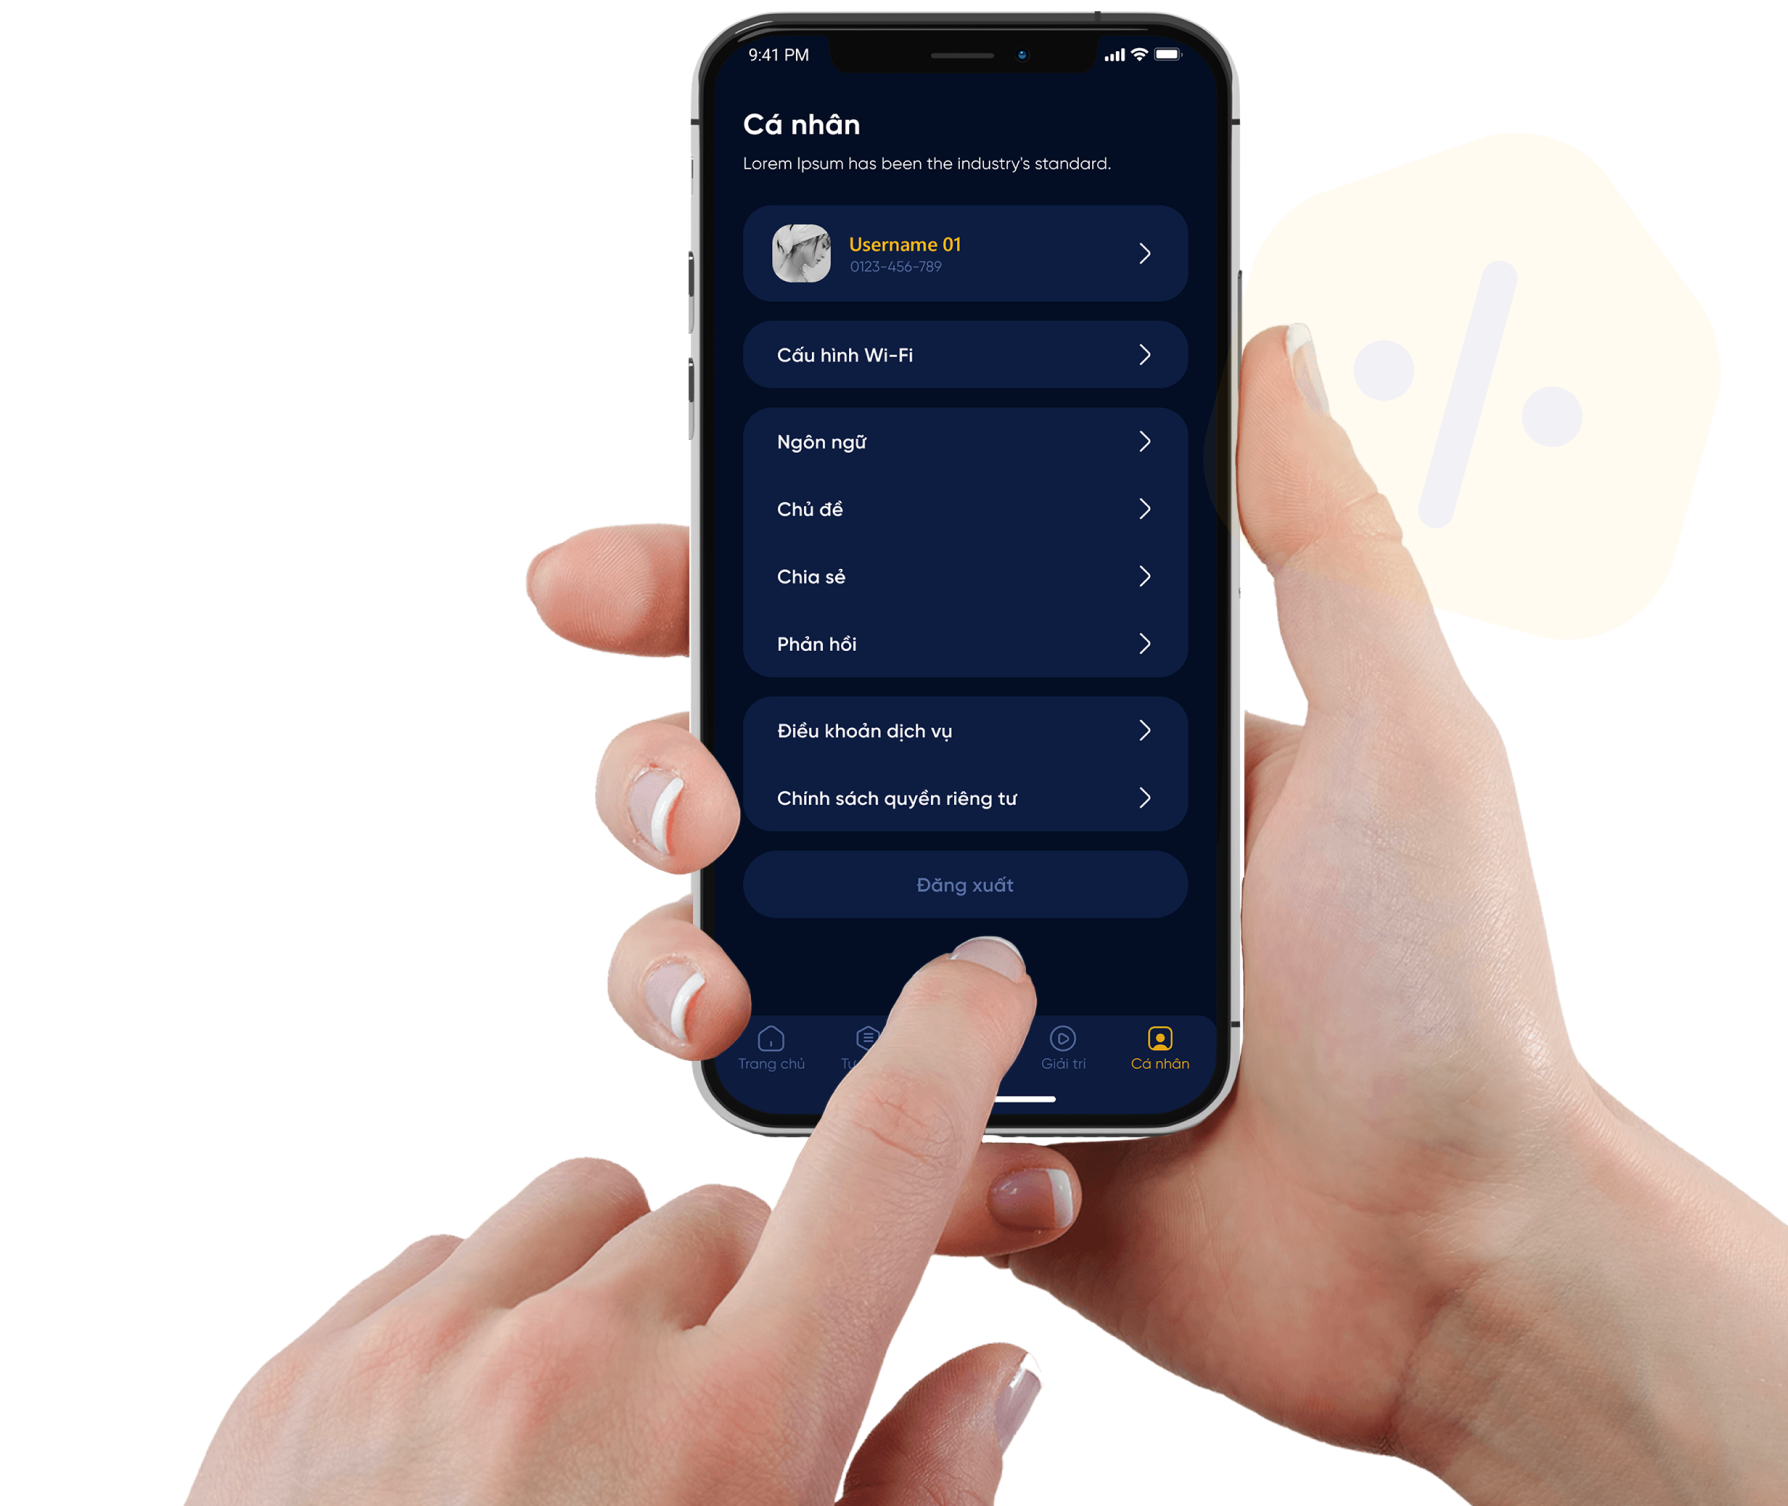 9:41 PM
Cá nhân
Lorem Ipsum has been the industry's standard.
Username 01
0123-456-789
Cấu hình Wi-Fi
Ngôn ngữ
Chủ đề
Chia sẻ
Phản hồi
Điều khoản dịch vụ
Chính sách quyền riêng tư
Đăng xuất
Trang chủ
Giải trí
Cá nhân